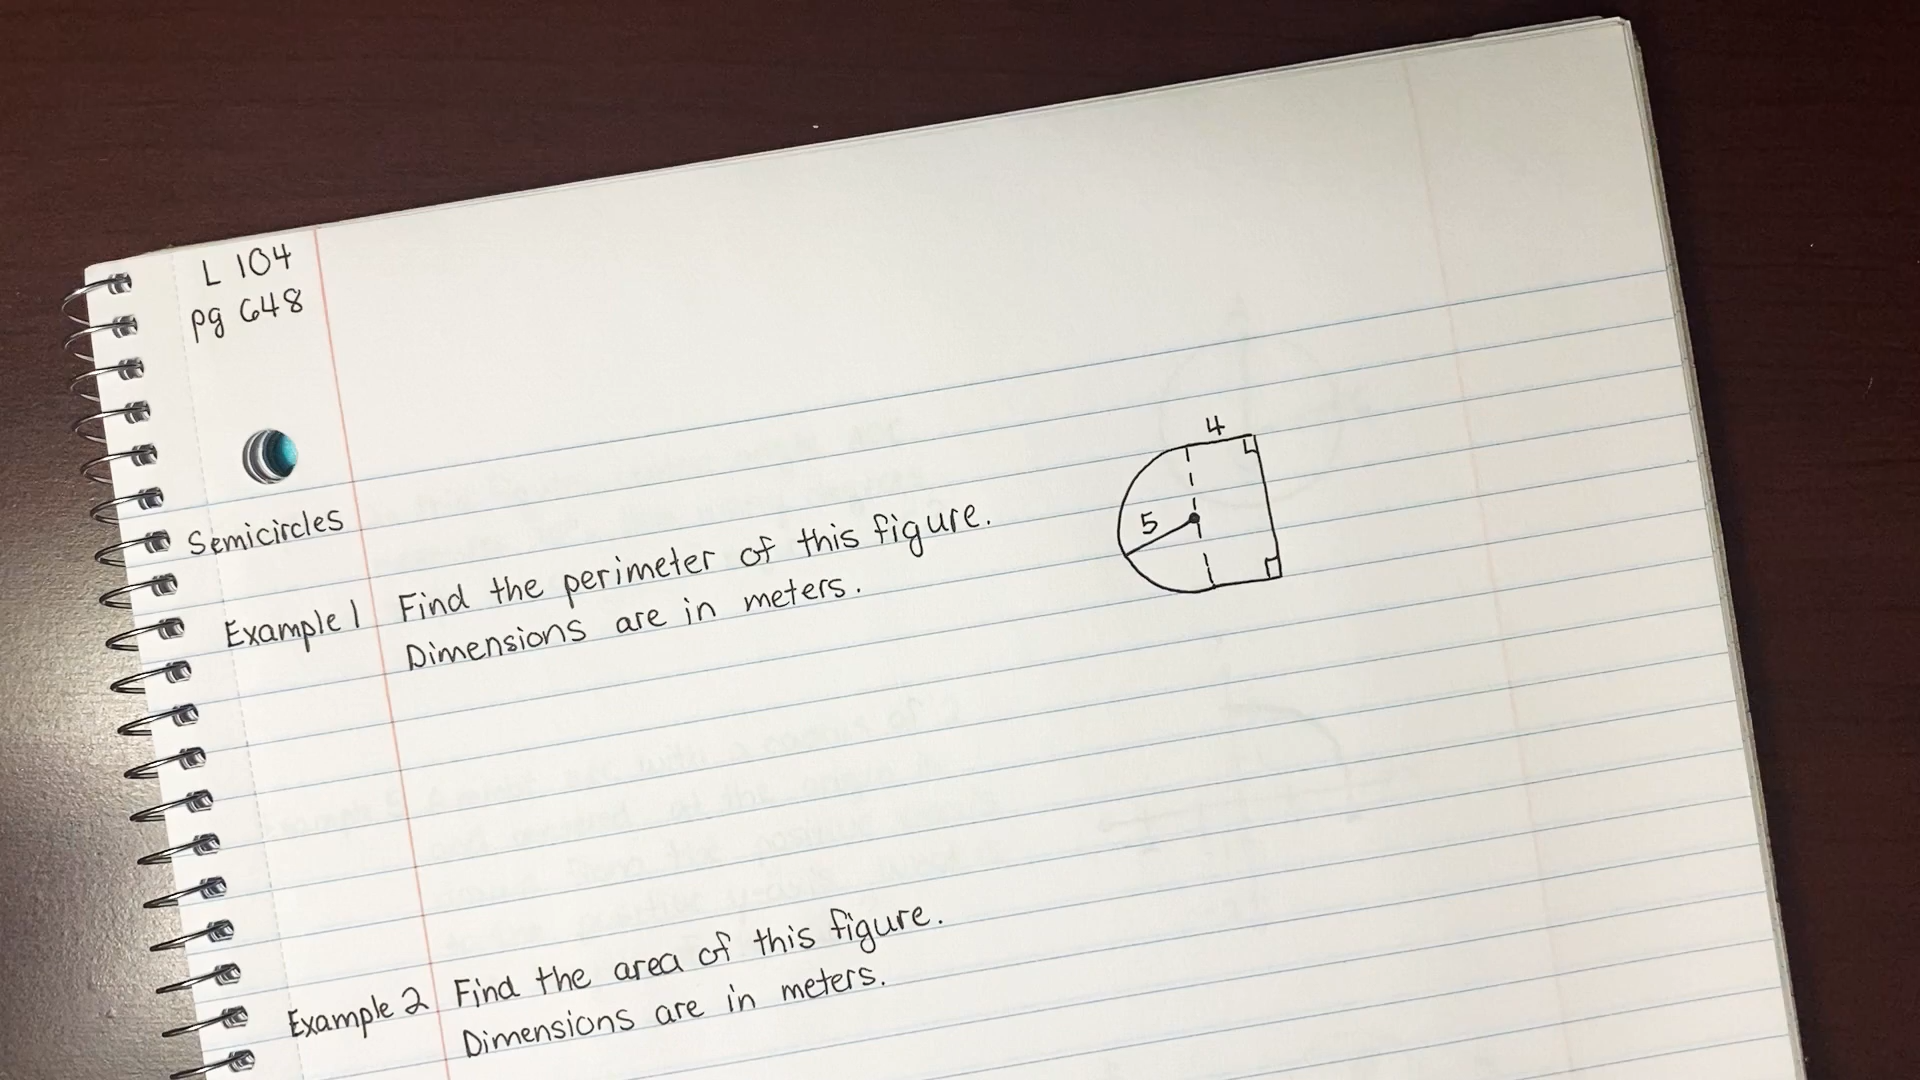 L 104
pg 648
Semicircles
Example 1 Find the perimeter of this figure.
Dimensions are in meters.
4
5
Example 2 Find the area of this figure.
Dimensions are in meters.